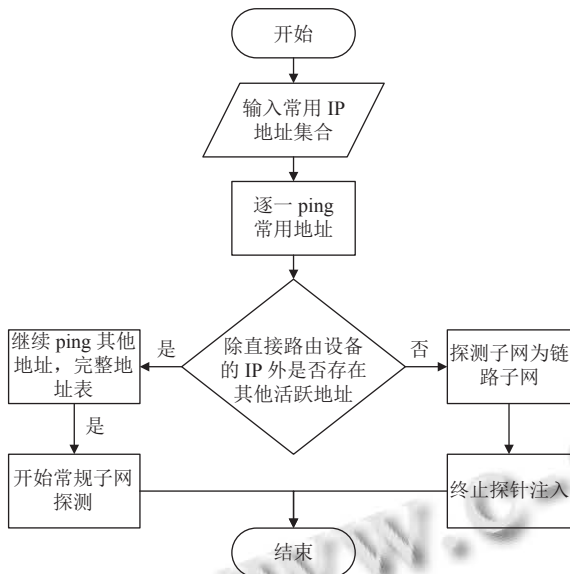 开始
输入常用 IP
地址集合
逐一 ping
常用地址
除直接路由设备
的 IP 外是否存在
其他活跃地址
是
否
继续 ping 其他
地址，完整地
址表
探测子网为链
路子网
是
开始常规子网
探测
终止探针注入
结束
www.c-